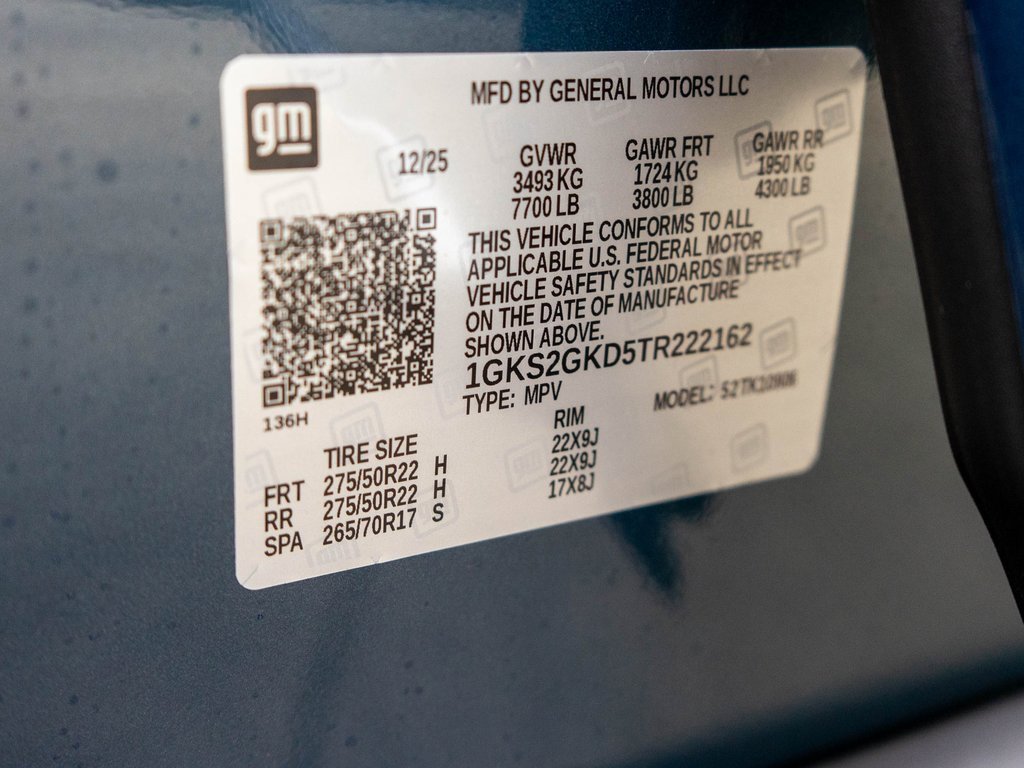 gm
MFD BY GENERAL MOTORS LLC
12/25
GVWR GAWR FRT GAWR RR
3493 KG 1724 KG 1950 KG
7700 LB 3800 LB 4300 LB
THIS VEHICLE CONFORMS TO ALL
APPLICABLE U.S. FEDERAL MOTOR
VEHICLE SAFETY STANDARDS IN EFFECT
ON THE DATE OF MANUFACTURE
SHOWN ABOVE.
1GKS2GKD5TR222162
TYPE: MPV MODEL:
136H
TIRE SIZE RIM
FRT 275/50R22 H 22X9J
RR 275/50R22 H 22X9J
SPA 265/70R17 S 17X8J